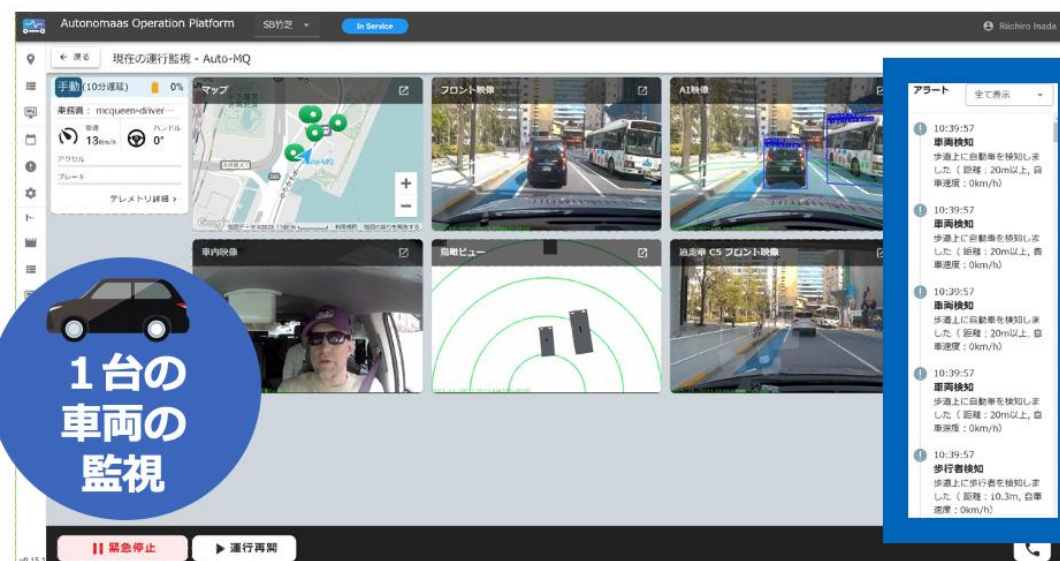 Autonomaas Operation Platform
SB竹芝
In Service
Riichiro Inada
← 戻る
現在の運行監視 - Auto-MQ
手動 (10分遅延) 0%
乗務員： mcqueen-driver…
車速
13km/h
ハンドル
0°
アクセル
ブレーキ
テレメトリ詳細 ›
マップ
Auto-MQ
+
−
Google
フロント映像
AI映像
車内映像
鳥瞰ビュー
追走車 C5 フロント映像
アラート
全て表示
10:39:57
車両検知
歩道上に自動車を検知しま
した（ 距離：20m以上, 自
車速度：0km/h）
10:39:57
車両検知
歩道上に自動車を検知しま
した（ 距離：20m以上, 自
車速度：0km/h）
10:39:57
車両検知
歩道上に自動車を検知しま
した（ 距離：20m以上, 自
車速度：0km/h）
10:39:57
車両検知
歩道上に自動車を検知しま
した（ 距離：20m以上, 自
車速度：0km/h）
10:39:57
歩行者検知
歩道上に歩行者を検知しま
した（ 距離：10.3m, 自車
速度：0km/h）
１台の
車両の
監視
緊急停止
運行再開